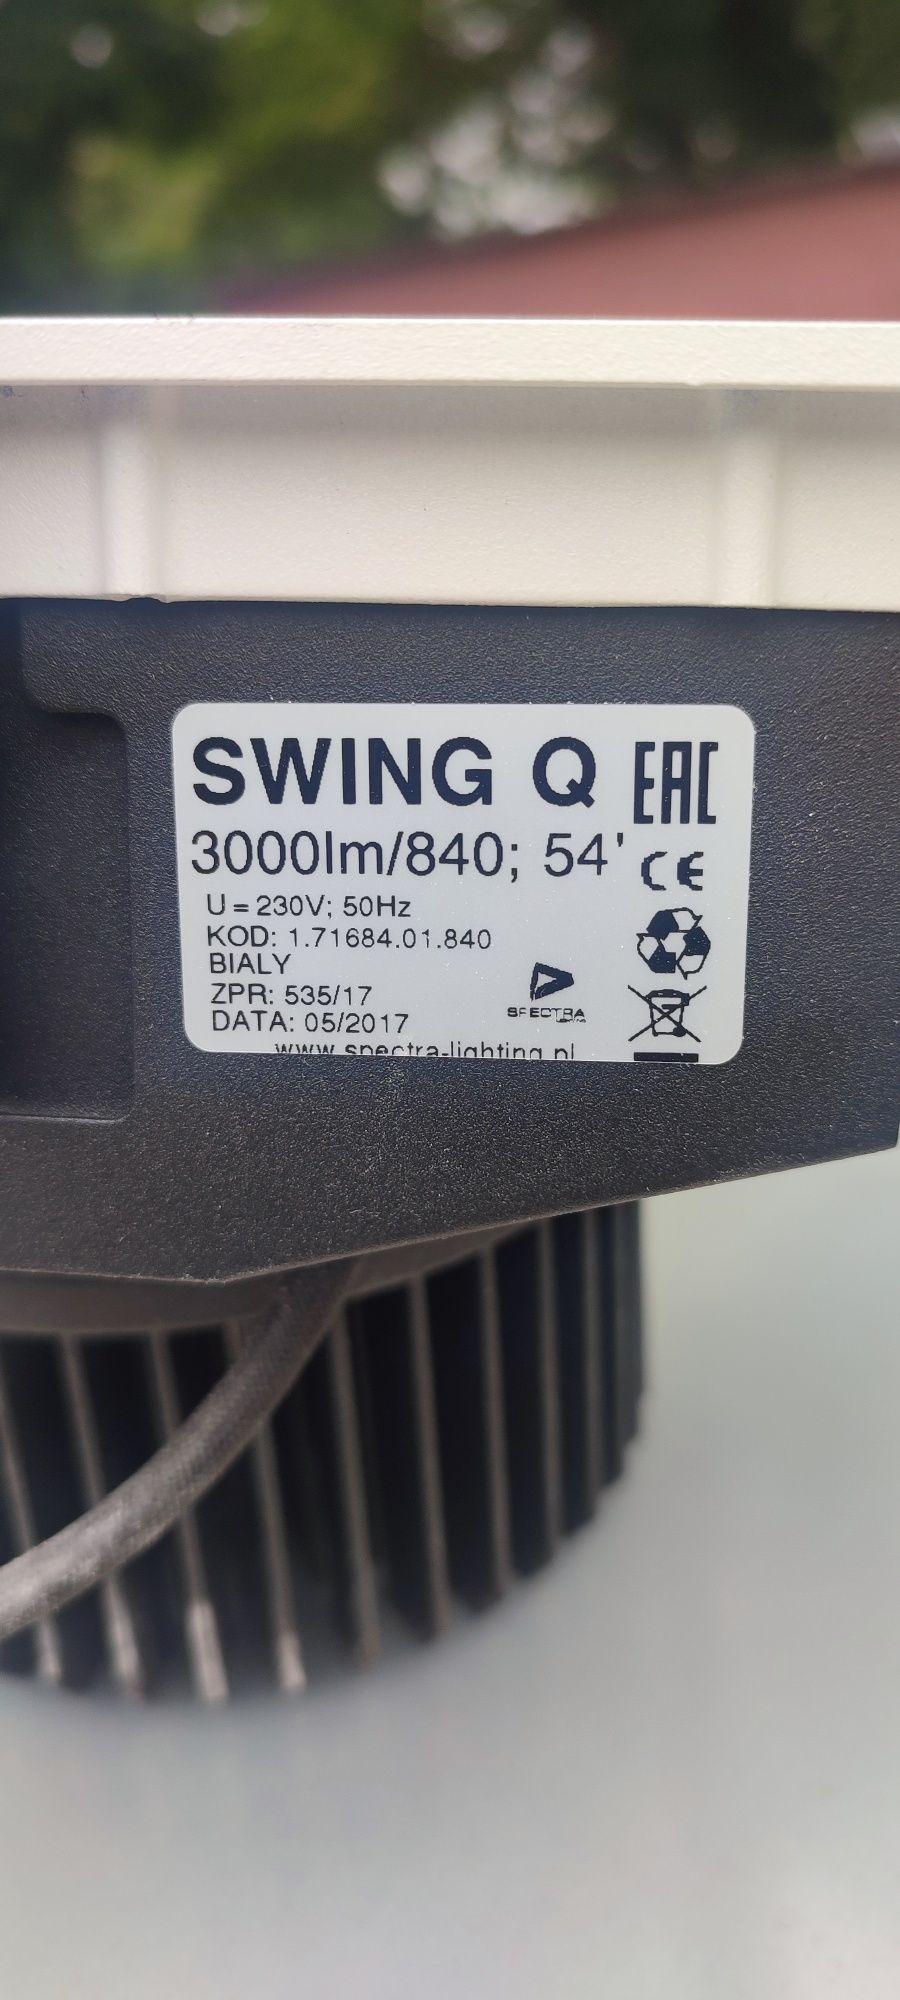 SWING Q EAC
3000lm/840; 54' CE
U = 230V; 50Hz
KOD: 1.71684.01.840
BIALY
ZPR: 535/17
SPECTRA
DATA: 05/2017
www.spectra-lighting.pl